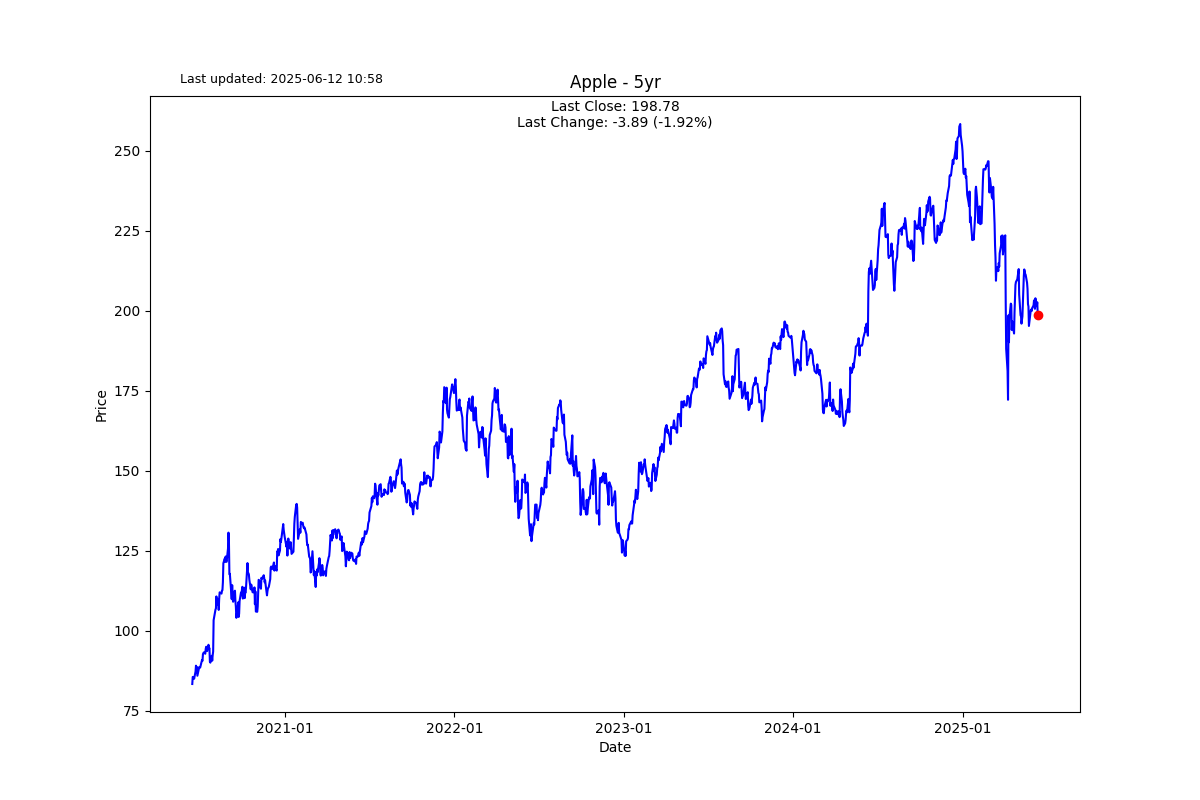 Last updated: 2025-06-12 10:58
Apple - 5yr
Last Close: 198.78
Last Change: -3.89 (-1.92%)
250
225
200
175
150
125
100
75
Price
2021-01
2022-01
2023-01
2024-01
2025-01
Date